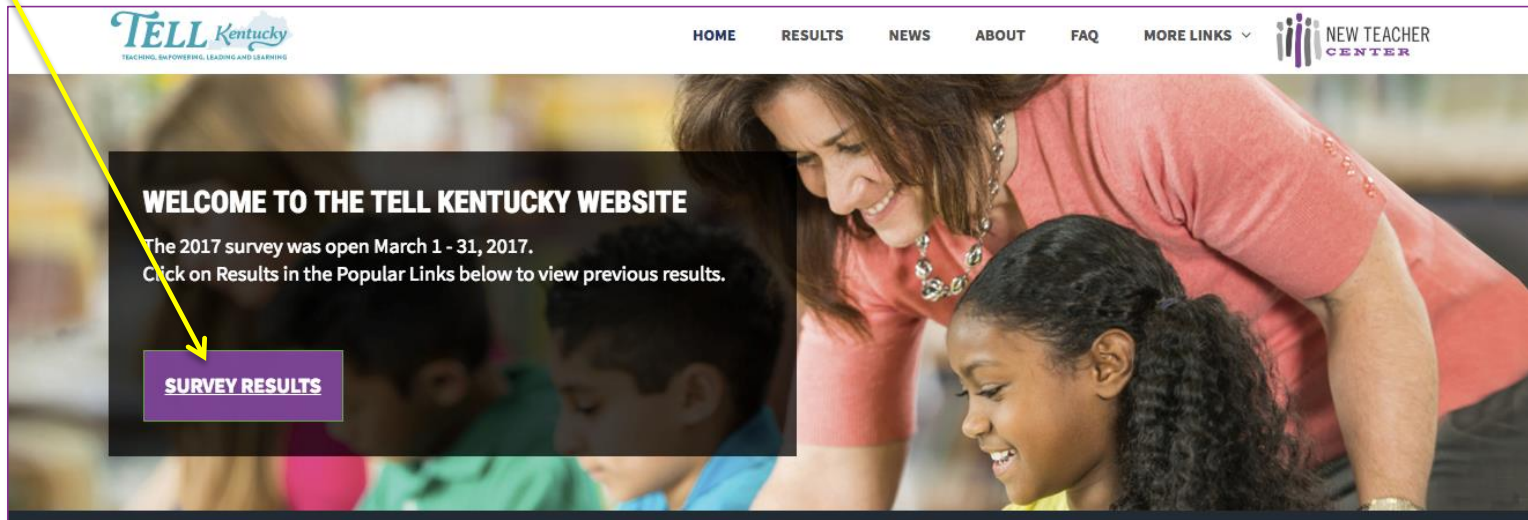 TELL Kentucky
TEACHING, EMPOWERING, LEADING AND LEARNING
HOME RESULTS NEWS ABOUT FAQ MORE LINKS
NEW TEACHER
CENTER
WELCOME TO THE TELL KENTUCKY WEBSITE
The 2017 survey was open March 1 - 31, 2017.
Click on Results in the Popular Links below to view previous results.
SURVEY RESULTS